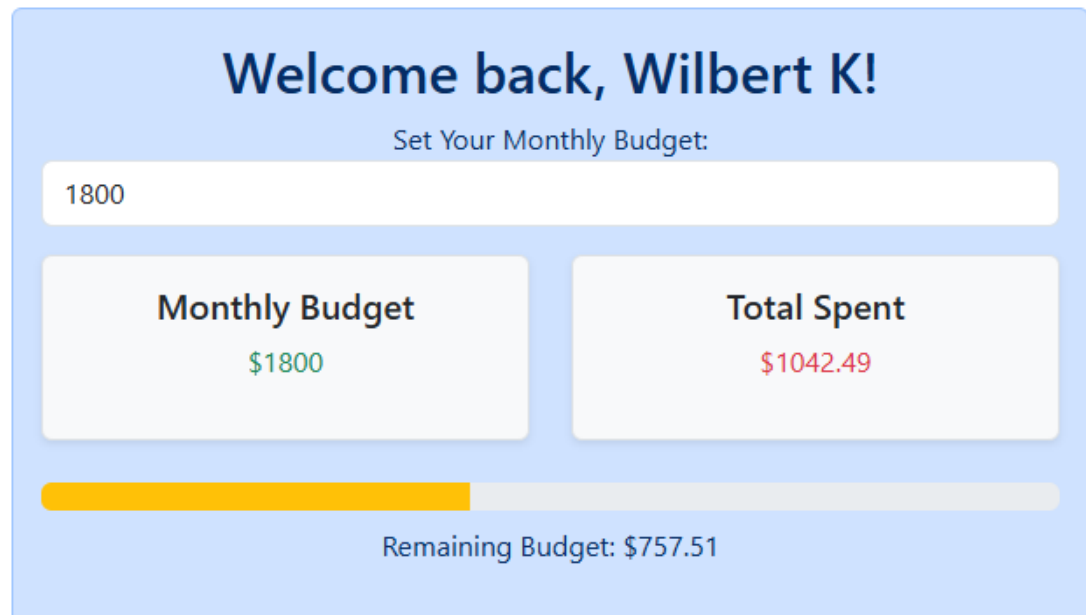 Welcome back, Wilbert K!
Set Your Monthly Budget:
1800
Monthly Budget
$1800
Total Spent
$1042.49
Remaining Budget: $757.51